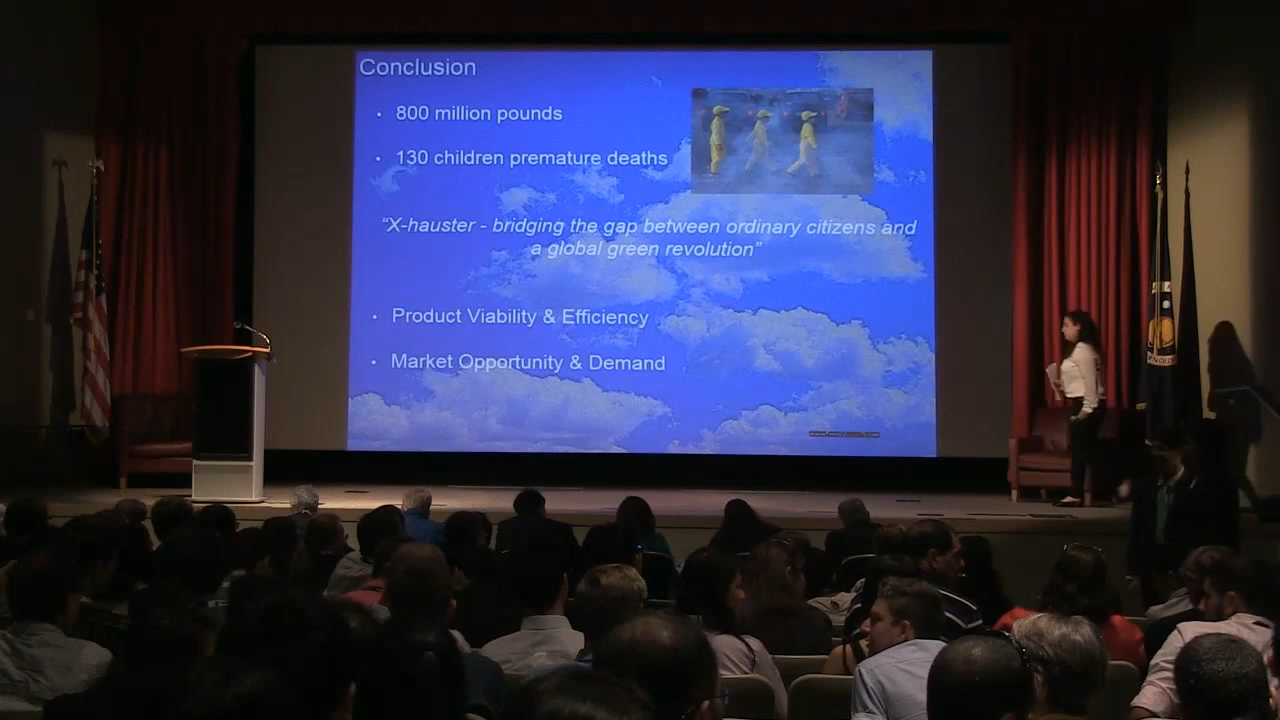 Conclusion
• 800 million pounds
• 130 children premature deaths
“X-hauster - bridging the gap between ordinary citizens and
a global green revolution”
• Product Viability & Efficiency
• Market Opportunity & Demand